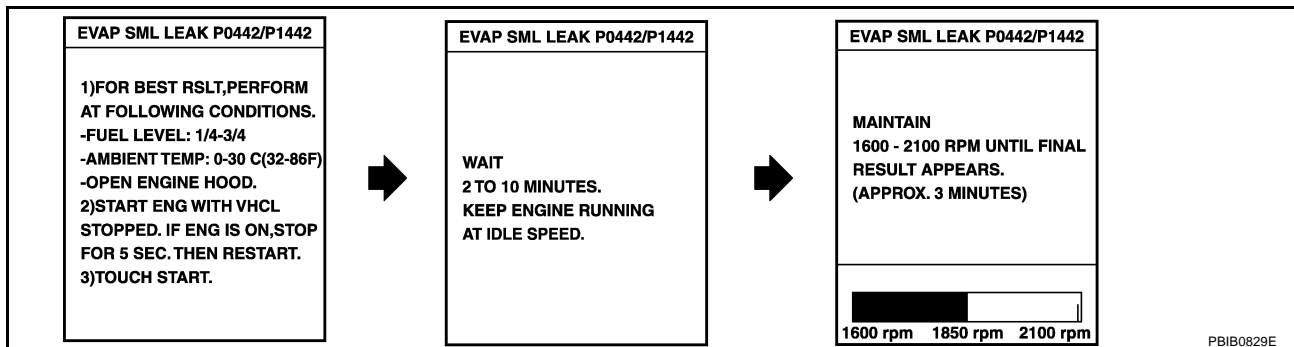 EVAP SML LEAK P0442/P1442
1)FOR BEST RSLT,PERFORM
AT FOLLOWING CONDITIONS.
-FUEL LEVEL: 1/4-3/4
-AMBIENT TEMP: 0-30 C(32-86F)
-OPEN ENGINE HOOD.
2)START ENG WITH VHCL
STOPPED. IF ENG IS ON,STOP
FOR 5 SEC. THEN RESTART.
3)TOUCH START.
EVAP SML LEAK P0442/P1442
WAIT
2 TO 10 MINUTES.
KEEP ENGINE RUNNING
AT IDLE SPEED.
EVAP SML LEAK P0442/P1442
MAINTAIN
1600 - 2100 RPM UNTIL FINAL
RESULT APPEARS.
(APPROX. 3 MINUTES)
1600 rpm 1850 rpm 2100 rpm
PBIB0829E